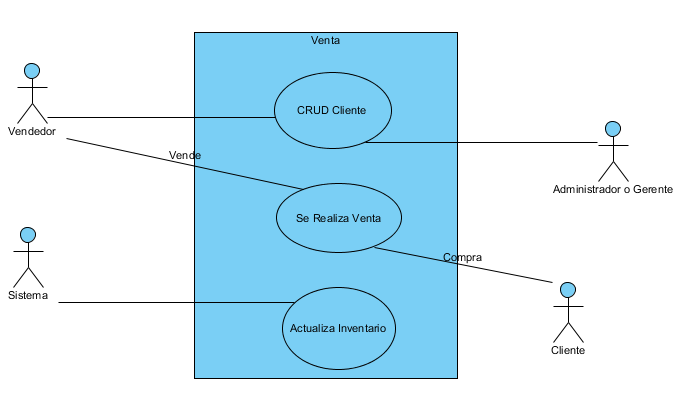 Venta
CRUD Cliente
Vendedor
Vende
Administrador o Gerente
Se Realiza Venta
Compra
Sistema
Actualiza Inventario
Cliente